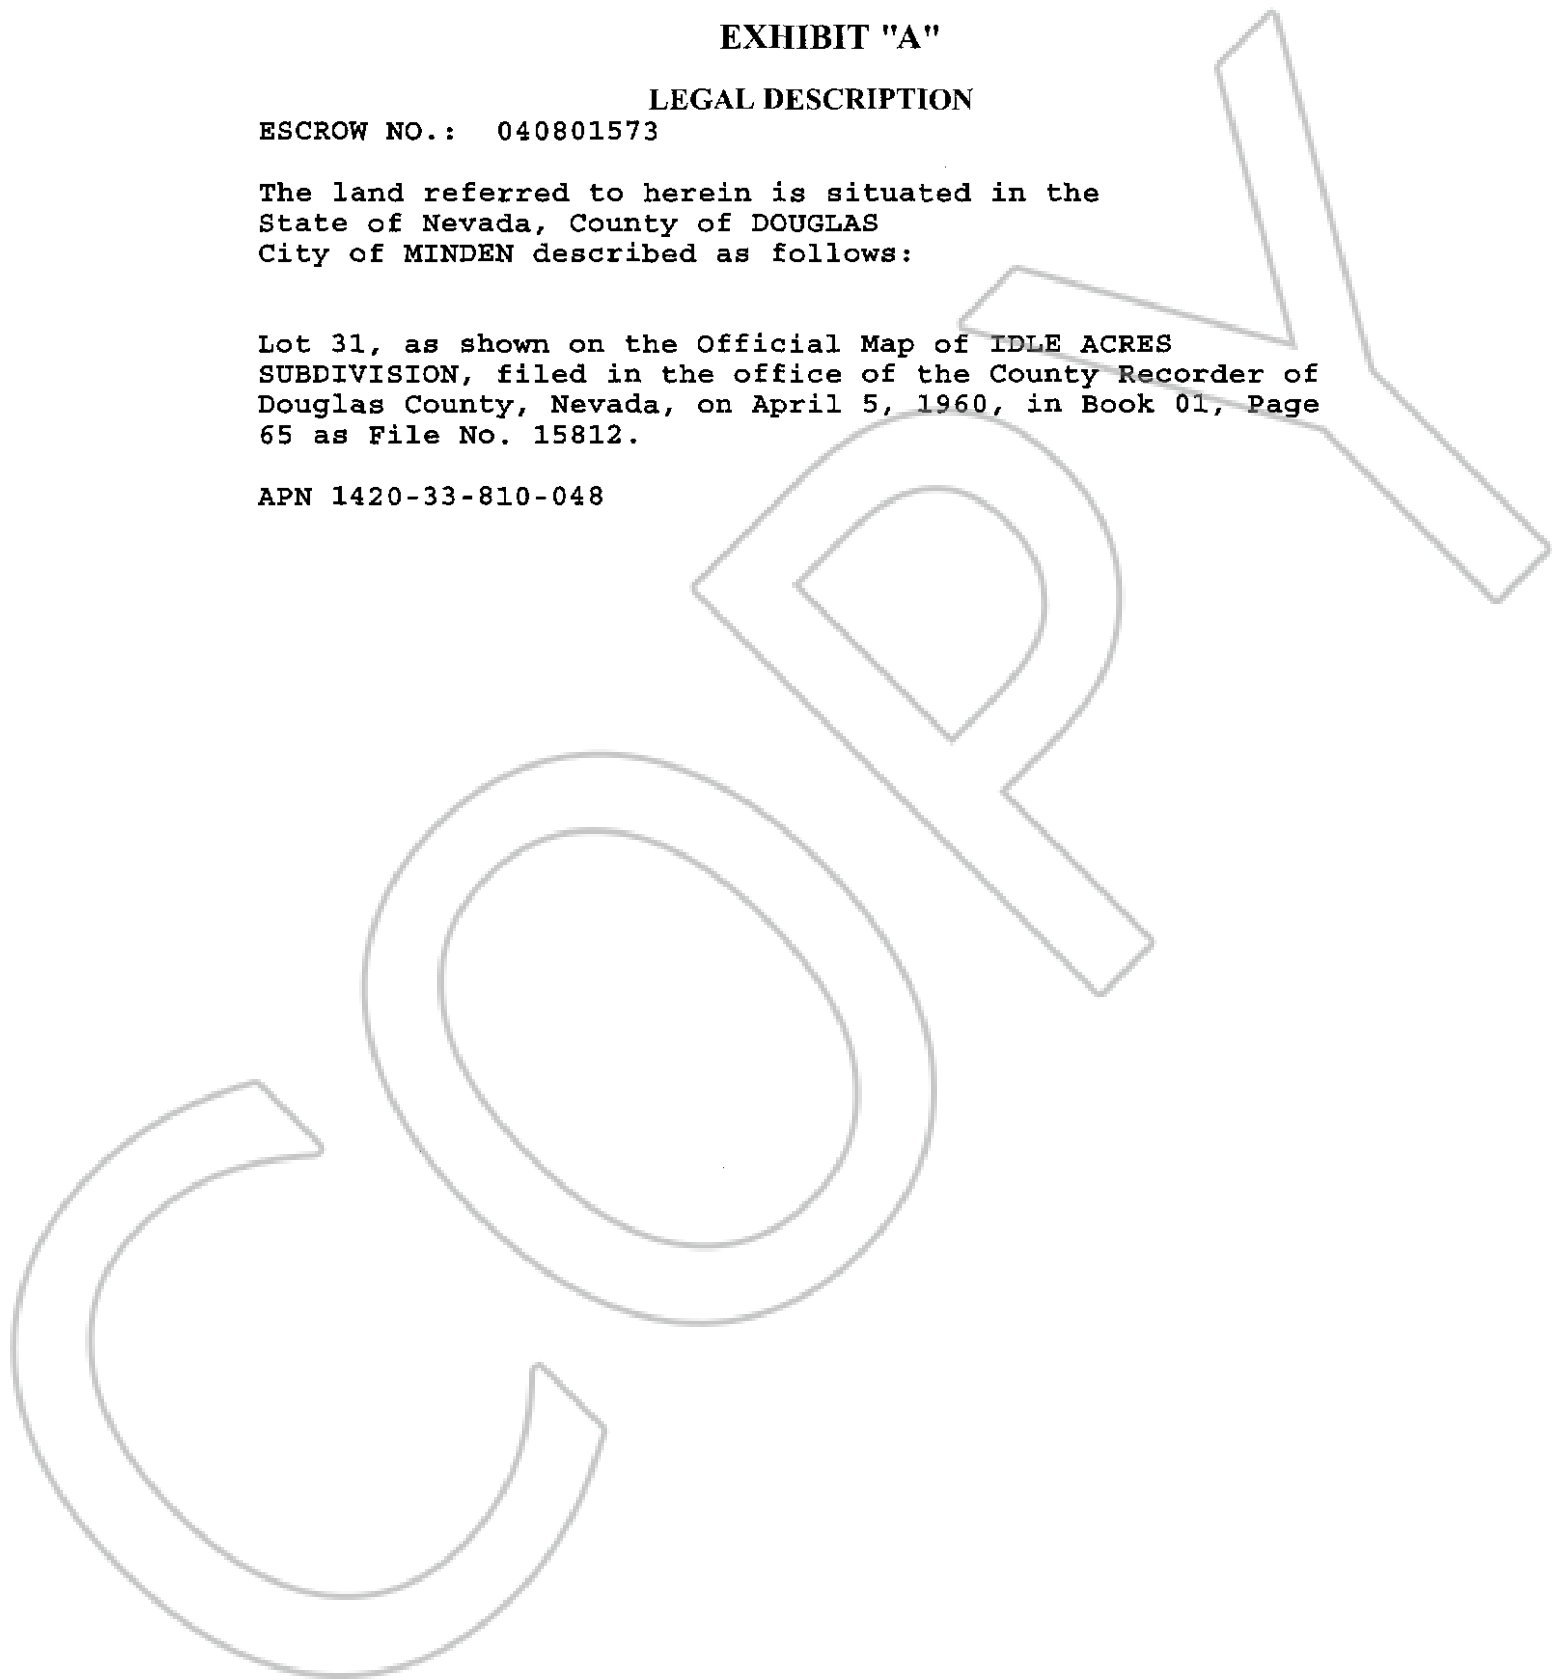 EXHIBIT "A"
LEGAL DESCRIPTION
ESCROW NO.: 040801573
The land referred to herein is situated in the
State of Nevada, County of DOUGLAS
City of MINDEN described as follows:
Lot 31, as shown on the Official Map of IDLE ACRES
SUBDIVISION, filed in the office of the County Recorder of
Douglas County, Nevada, on April 5, 1960, in Book 01, Page
65 as File No. 15812.
APN 1420-33-810-048
COPY